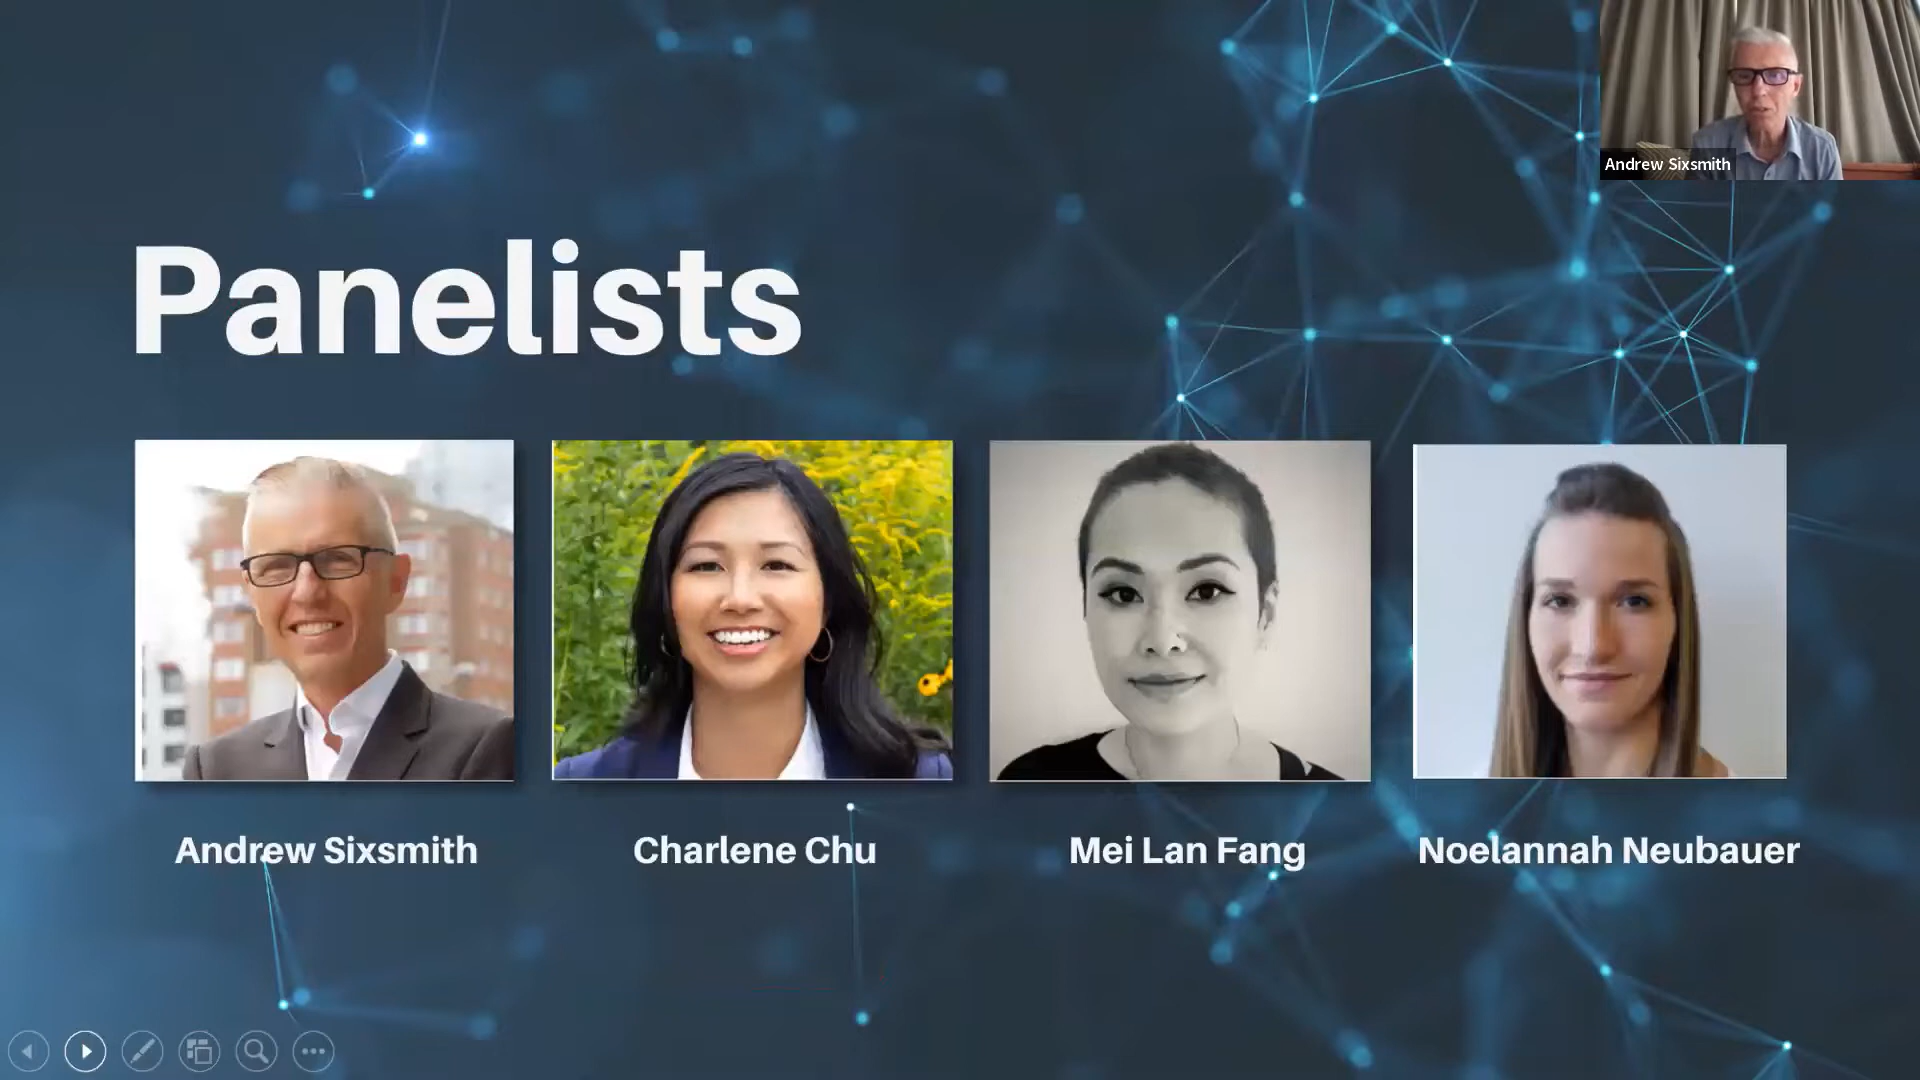 Andrew Sixsmith
Panelists
Andrew Sixsmith
Charlene Chu
Mei Lan Fang
Noelannah Neubauer